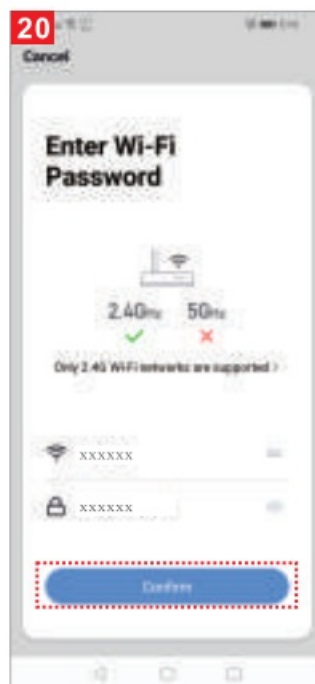 20
Cancel
Enter Wi-Fi
Password
2.4GHz 5GHz
Only 2.4G Wi-Fi networks are supported >
xxxxxx
xxxxxx
Confirm